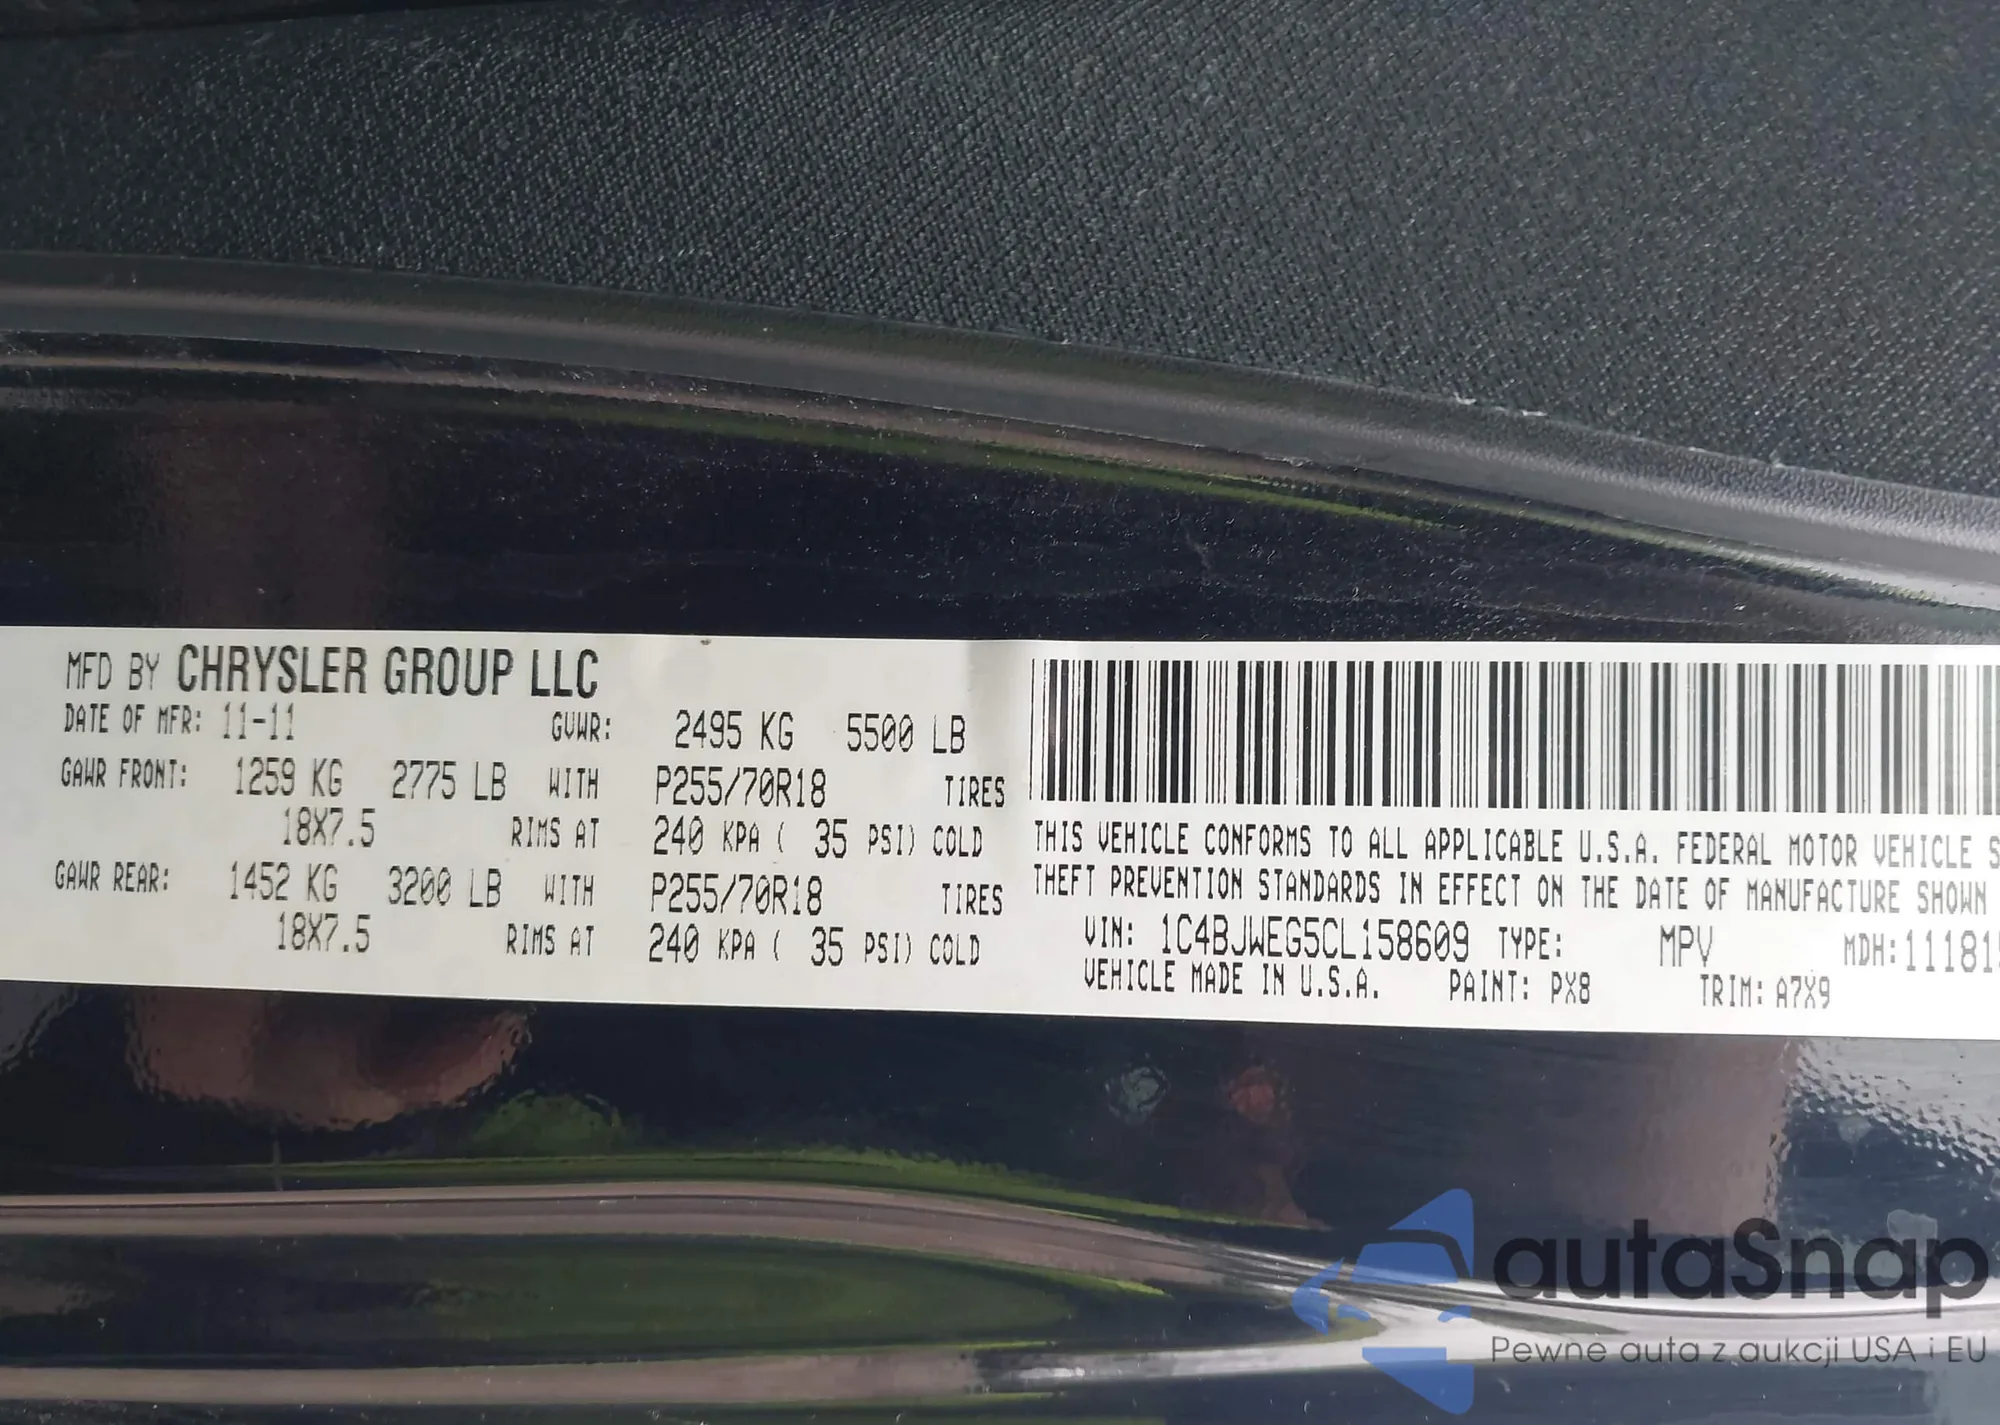 MFD BY CHRYSLER GROUP LLC
DATE OF MFR: 11-11 GVWR: 2495 KG 5500 LB
GAWR FRONT: 1259 KG 2775 LB WITH P255/70R18 TIRES
18X7.5 RIMS AT 240 KPA ( 35 PSI) COLD
GAWR REAR: 1452 KG 3200 LB WITH P255/70R18 TIRES
18X7.5 RIMS AT 240 KPA ( 35 PSI) COLD
THIS VEHICLE CONFORMS TO ALL APPLICABLE U.S.A. FEDERAL MOTOR VEHICLE S
THEFT PREVENTION STANDARDS IN EFFECT ON THE DATE OF MANUFACTURE SHOWN
VIN: 1C4BJWEG5CL158609 TYPE: MPV MDH: 11181
VEHICLE MADE IN U.S.A. PAINT: PX8 TRIM: A7X9
autaSnap
Pewne auta z aukcji USA i EU